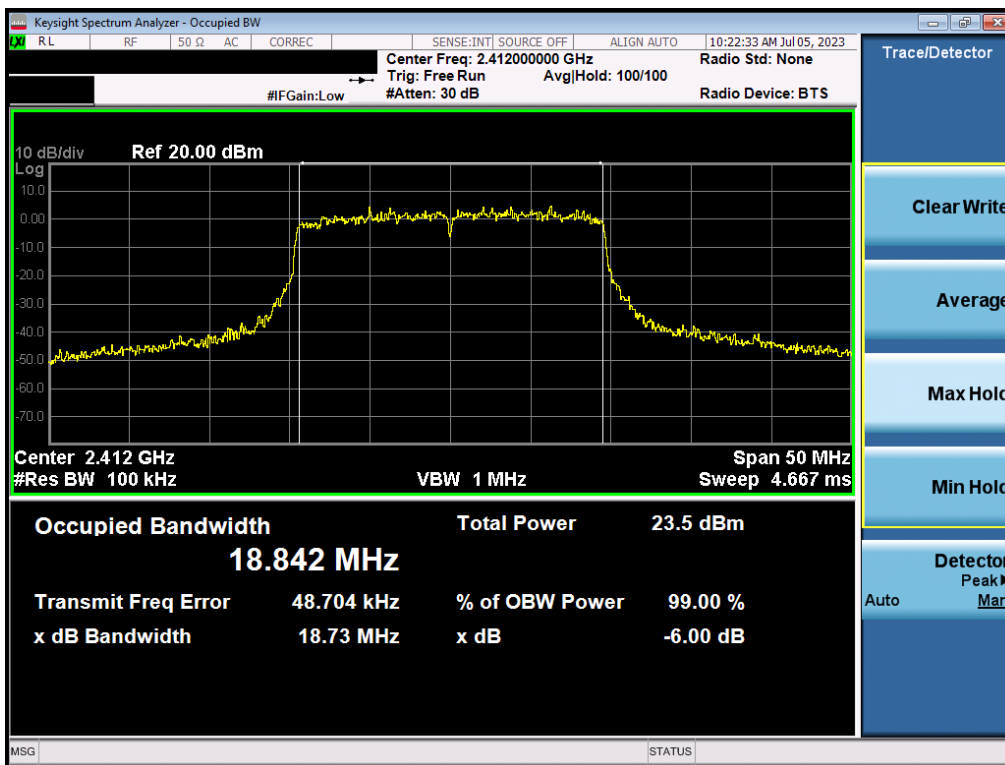 Keysight Spectrum Analyzer - Occupied BW
LXI RL RF 50 Ω AC CORREC SENSE:INT SOURCE OFF ALIGN AUTO 10:22:33 AM Jul 05, 2023
Center Freq: 2.412000000 GHz Radio Std: None
Trig: Free Run Avg|Hold: 100/100
#IFGain:Low #Atten: 30 dB Radio Device: BTS
Trace/Detector
10 dB/div Ref 20.00 dBm
Log
10.0
0.00
-10.0
-20.0
-30.0
-40.0
-50.0
-60.0
-70.0
Center 2.412 GHz Span 50 MHz
#Res BW 100 kHz VBW 1 MHz Sweep 4.667 ms
Occupied Bandwidth Total Power 23.5 dBm
18.842 MHz
Transmit Freq Error 48.704 kHz % of OBW Power 99.00 %
x dB Bandwidth 18.73 MHz x dB -6.00 dB
Clear Write
Average
Max Hold
Min Hold
Detector
Peak▶
Auto Man
MSG STATUS